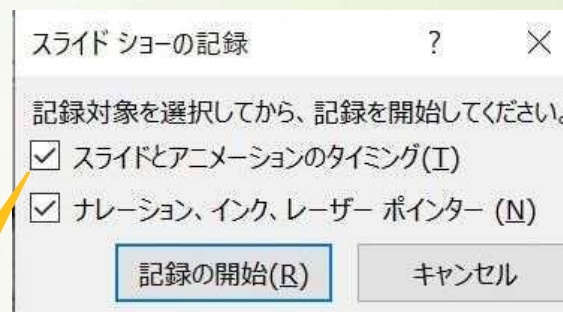 スライド ショーの記録 ? ×
記録対象を選択してから、記録を開始してください。
スライドとアニメーションのタイミング(T)
ナレーション、インク、レーザー ポインター (N)
記録の開始(R) キャンセル